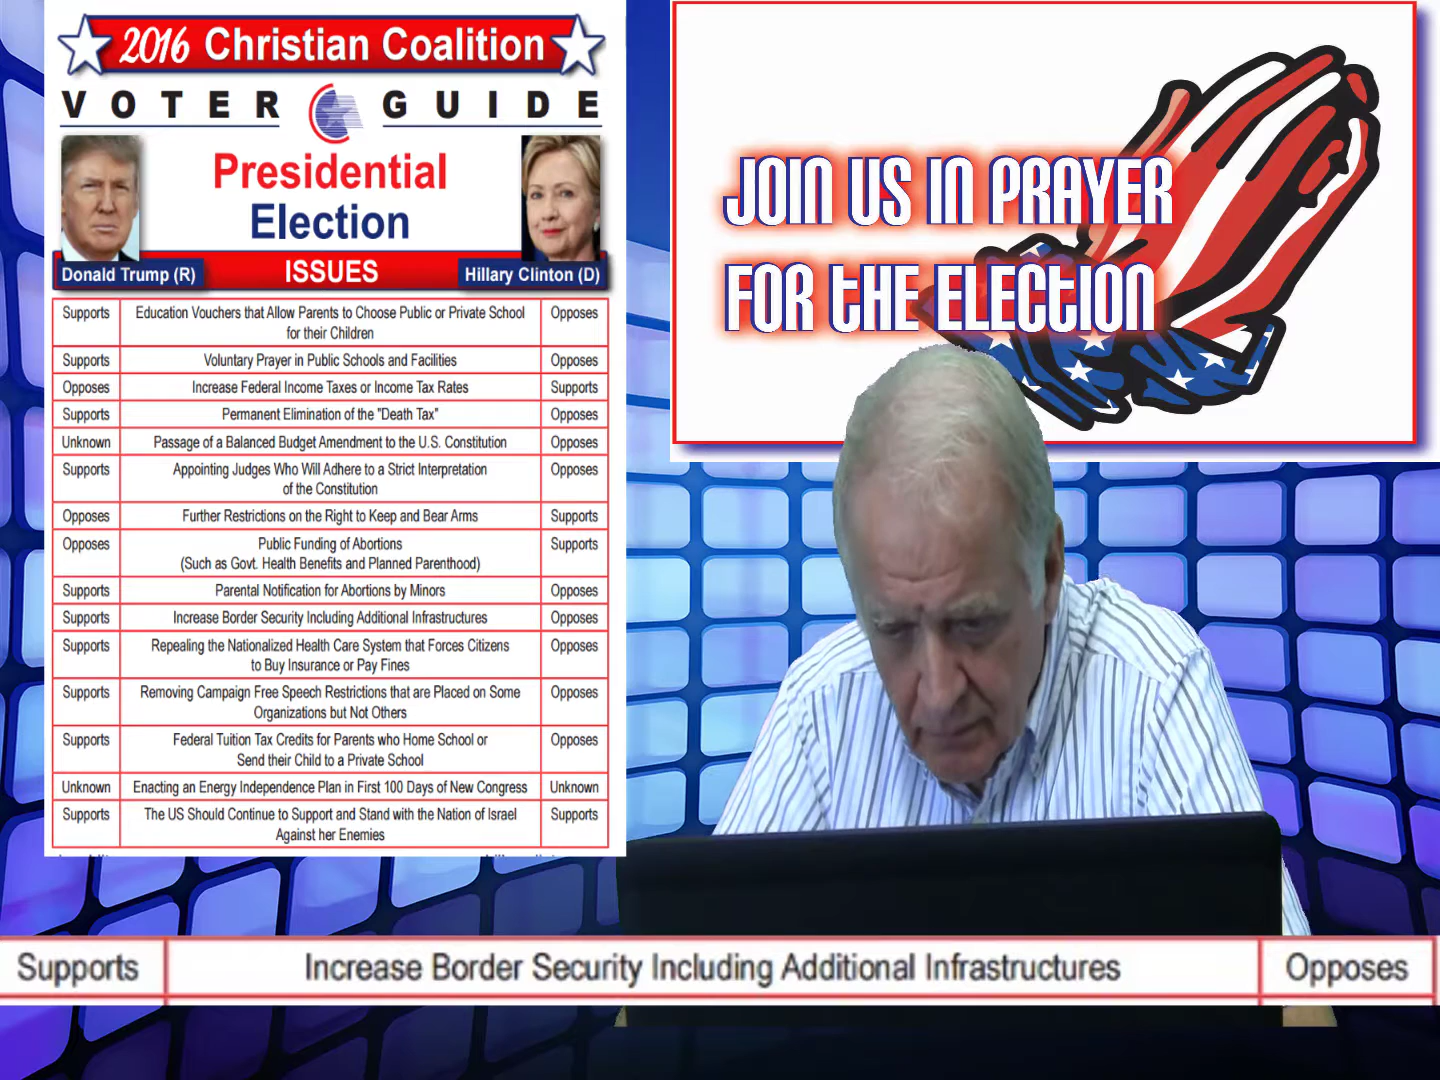 2016 Christian Coalition
VOTER GUIDE
Presidential
Election
Donald Trump (R) ISSUES Hillary Clinton (D)
Supports Education Vouchers that Allow Parents to Choose Public or Private School Opposes
for their Children
Supports Voluntary Prayer in Public Schools and Facilities Opposes
Opposes Increase Federal Income Taxes or Income Tax Rates Supports
Supports Permanent Elimination of the "Death Tax" Opposes
Unknown Passage of a Balanced Budget Amendment to the U.S. Constitution Opposes
Supports Appointing Judges Who Will Adhere to a Strict Interpretation Opposes
of the Constitution
Opposes Further Restrictions on the Right to Keep and Bear Arms Supports
Opposes Public Funding of Abortions Supports
(Such as Govt. Health Benefits and Planned Parenthood)
Supports Parental Notification for Abortions by Minors Opposes
Supports Increase Border Security Including Additional Infrastructures Opposes
Supports Repealing the Nationalized Health Care System that Forces Citizens Opposes
to Buy Insurance or Pay Fines
Supports Removing Campaign Free Speech Restrictions that are Placed on Some Opposes
Organizations but Not Others
Supports Federal Tuition Tax Credits for Parents who Home School or Opposes
Send their Child to a Private School
Unknown Enacting an Energy Independence Plan in First 100 Days of New Congress Unknown
Supports The US Should Continue to Support and Stand with the Nation of Israel Supports
Against her Enemies
JOIN US IN PRAYER
FOR THE ELECTION
Supports Increase Border Security Including Additional Infrastructures Opposes